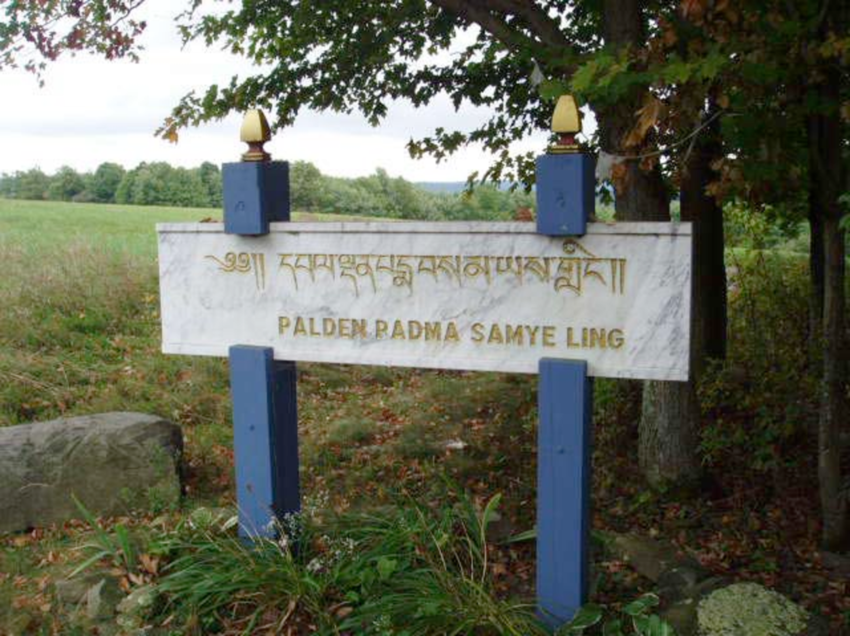 ༄༅།། དཔལ་ལྡན་པདྨ་བསམ་ཡས་གླིང་།།
PALDEN PADMA SAMYE LING